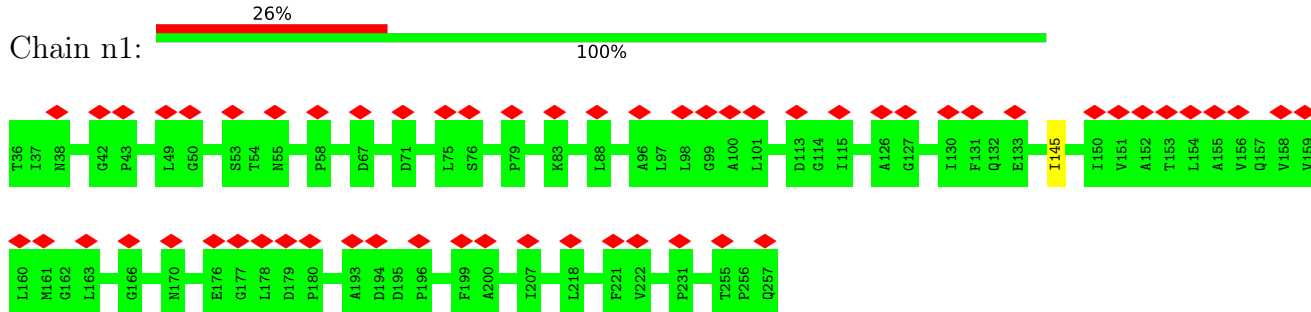 26%
Chain n1:
100%
T36 I37 N38 G42 P43 L49 G50 S53 T54 N55 P58 D67 D71 L75 S76 P79 K83 L88 A96 L97 L98 G99 A100 L101 D113 G114 I115 A126 G127 I130 F131 Q132 E133 I145 I150 V151 A152 T153 L154 A155 V156 Q157 V158 V159
L160 M161 G162 L163 G166 N170 E176 G177 L178 D179 P180 A193 D194 D195 P196 F199 A200 I207 L218 F221 V222 P231 T255 P256 Q257